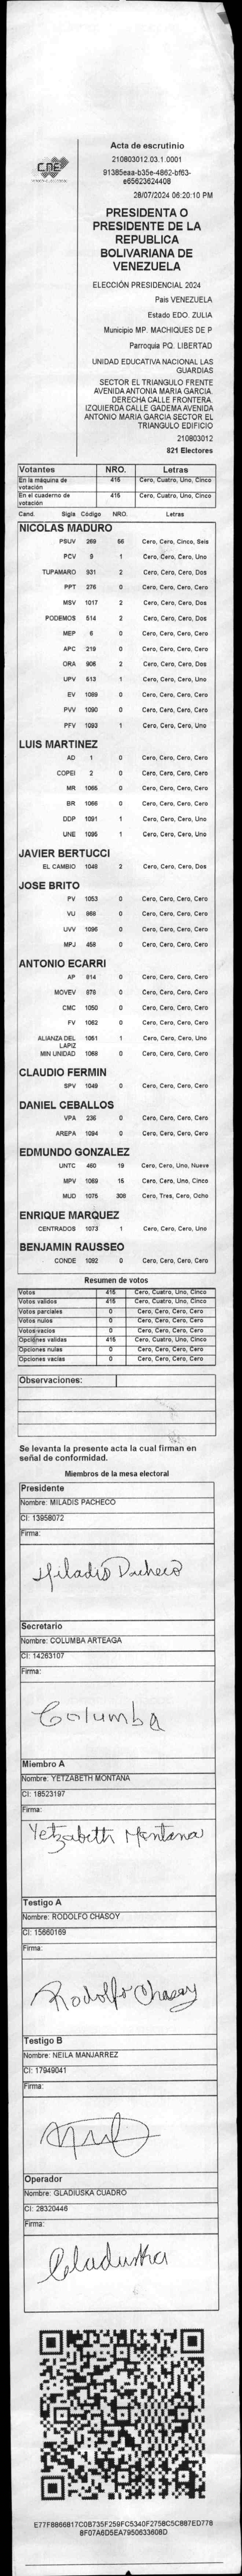 Acta de escrutinio
210803012.03.1.0001
91385eaa-b35e-4862-bf63-
e65623624408
28/07/2024 06:20:10 PM
CNE
PRESIDENTA O
PRESIDENTE DE LA
REPUBLICA
BOLIVARIANA DE
VENEZUELA
ELECCIÓN PRESIDENCIAL 2024
País VENEZUELA
Estado EDO. ZULIA
Municipio MP. MACHIQUES DE P
Parroquia PQ. LIBERTAD
UNIDAD EDUCATIVA NACIONAL LAS
GUARDIAS
SECTOR EL TRIANGULO FRENTE
AVENIDA ANTONIA MARIA GARCIA.
DERECHA CALLE FRONTERA.
IZQUIERDA CALLE GADEMA AVENIDA
ANTONIO MARIA GARCIA SECTOR EL
TRIANGULO EDIFICIO
210803012
821 Electores
Votantes NRO. Letras
En la máquina de votación 415 Cero, Cuatro, Uno, Cinco
En el cuaderno de votación 415 Cero, Cuatro, Uno, Cinco
Cand. Sigla Código NRO. Letras
NICOLAS MADURO
PSUV 269 56 Cero, Cero, Cinco, Seis
PCV 9 1 Cero, Cero, Cero, Uno
TUPAMARO 931 2 Cero, Cero, Cero, Dos
PPT 276 0 Cero, Cero, Cero, Cero
MSV 1017 2 Cero, Cero, Cero, Dos
PODEMOS 514 2 Cero, Cero, Cero, Dos
MEP 6 0 Cero, Cero, Cero, Cero
APC 219 0 Cero, Cero, Cero, Cero
ORA 906 2 Cero, Cero, Cero, Dos
UPV 513 1 Cero, Cero, Cero, Uno
EV 1089 0 Cero, Cero, Cero, Cero
PVV 1090 0 Cero, Cero, Cero, Cero
PFV 1093 1 Cero, Cero, Cero, Uno
LUIS MARTINEZ
AD 1 0 Cero, Cero, Cero, Cero
COPEI 2 0 Cero, Cero, Cero, Cero
MR 1065 0 Cero, Cero, Cero, Cero
BR 1066 0 Cero, Cero, Cero, Cero
DDP 1091 1 Cero, Cero, Cero, Uno
UNE 1095 1 Cero, Cero, Cero, Uno
JAVIER BERTUCCI
EL CAMBIO 1048 2 Cero, Cero, Cero, Dos
JOSE BRITO
PV 1053 0 Cero, Cero, Cero, Cero
VU 968 0 Cero, Cero, Cero, Cero
UVV 1096 0 Cero, Cero, Cero, Cero
MPJ 458 0 Cero, Cero, Cero, Cero
ANTONIO ECARRI
AP 814 0 Cero, Cero, Cero, Cero
MOVEV 878 0 Cero, Cero, Cero, Cero
CMC 1050 0 Cero, Cero, Cero, Cero
FV 1062 0 Cero, Cero, Cero, Cero
ALIANZA DEL LAPIZ 1061 1 Cero, Cero, Cero, Uno
MIN UNIDAD 1068 0 Cero, Cero, Cero, Cero
CLAUDIO FERMIN
SPV 1049 0 Cero, Cero, Cero, Cero
DANIEL CEBALLOS
VPA 236 0 Cero, Cero, Cero, Cero
AREPA 1094 0 Cero, Cero, Cero, Cero
EDMUNDO GONZALEZ
UNTC 460 19 Cero, Cero, Uno, Nueve
MPV 1069 15 Cero, Cero, Uno, Cinco
MUD 1075 308 Cero, Tres, Cero, Ocho
ENRIQUE MARQUEZ
CENTRADOS 1073 1 Cero, Cero, Cero, Uno
BENJAMIN RAUSSEO
CONDE 1092 0 Cero, Cero, Cero, Cero
Resumen de votos
Votos 415 Cero, Cuatro, Uno, Cinco
Votos validos 415 Cero, Cuatro, Uno, Cinco
Votos parciales 0 Cero, Cero, Cero, Cero
Votos nulos 0 Cero, Cero, Cero, Cero
Votos vacios 0 Cero, Cero, Cero, Cero
Opciones validas 415 Cero, Cuatro, Uno, Cinco
Opciones nulas 0 Cero, Cero, Cero, Cero
Opciones vacias 0 Cero, Cero, Cero, Cero
Observaciones:
Se levanta la presente acta la cual firman en
señal de conformidad.
Miembros de la mesa electoral
Presidente
Nombre: MILADIS PACHECO
CI: 13958072
Firma:
Miladis Pacheco
Secretario
Nombre: COLUMBA ARTEAGA
CI: 14263107
Firma:
Columba
Miembro A
Nombre: YETZABETH MONTANA
CI: 18523197
Firma:
Yetzabeth Montana
Testigo A
Nombre: RODOLFO CHASOY
CI: 15660169
Firma:
Rodolfo Chasoy
Testigo B
Nombre: NEILA MANJARREZ
CI: 17949041
Firma:
Operador
Nombre: GLADIUSKA CUADRO
CI: 28320446
Firma:
Gladiuska
E77F8866817C0B735F259FC5340F2758C5C887ED778
8F07A6D5EA7950633608D